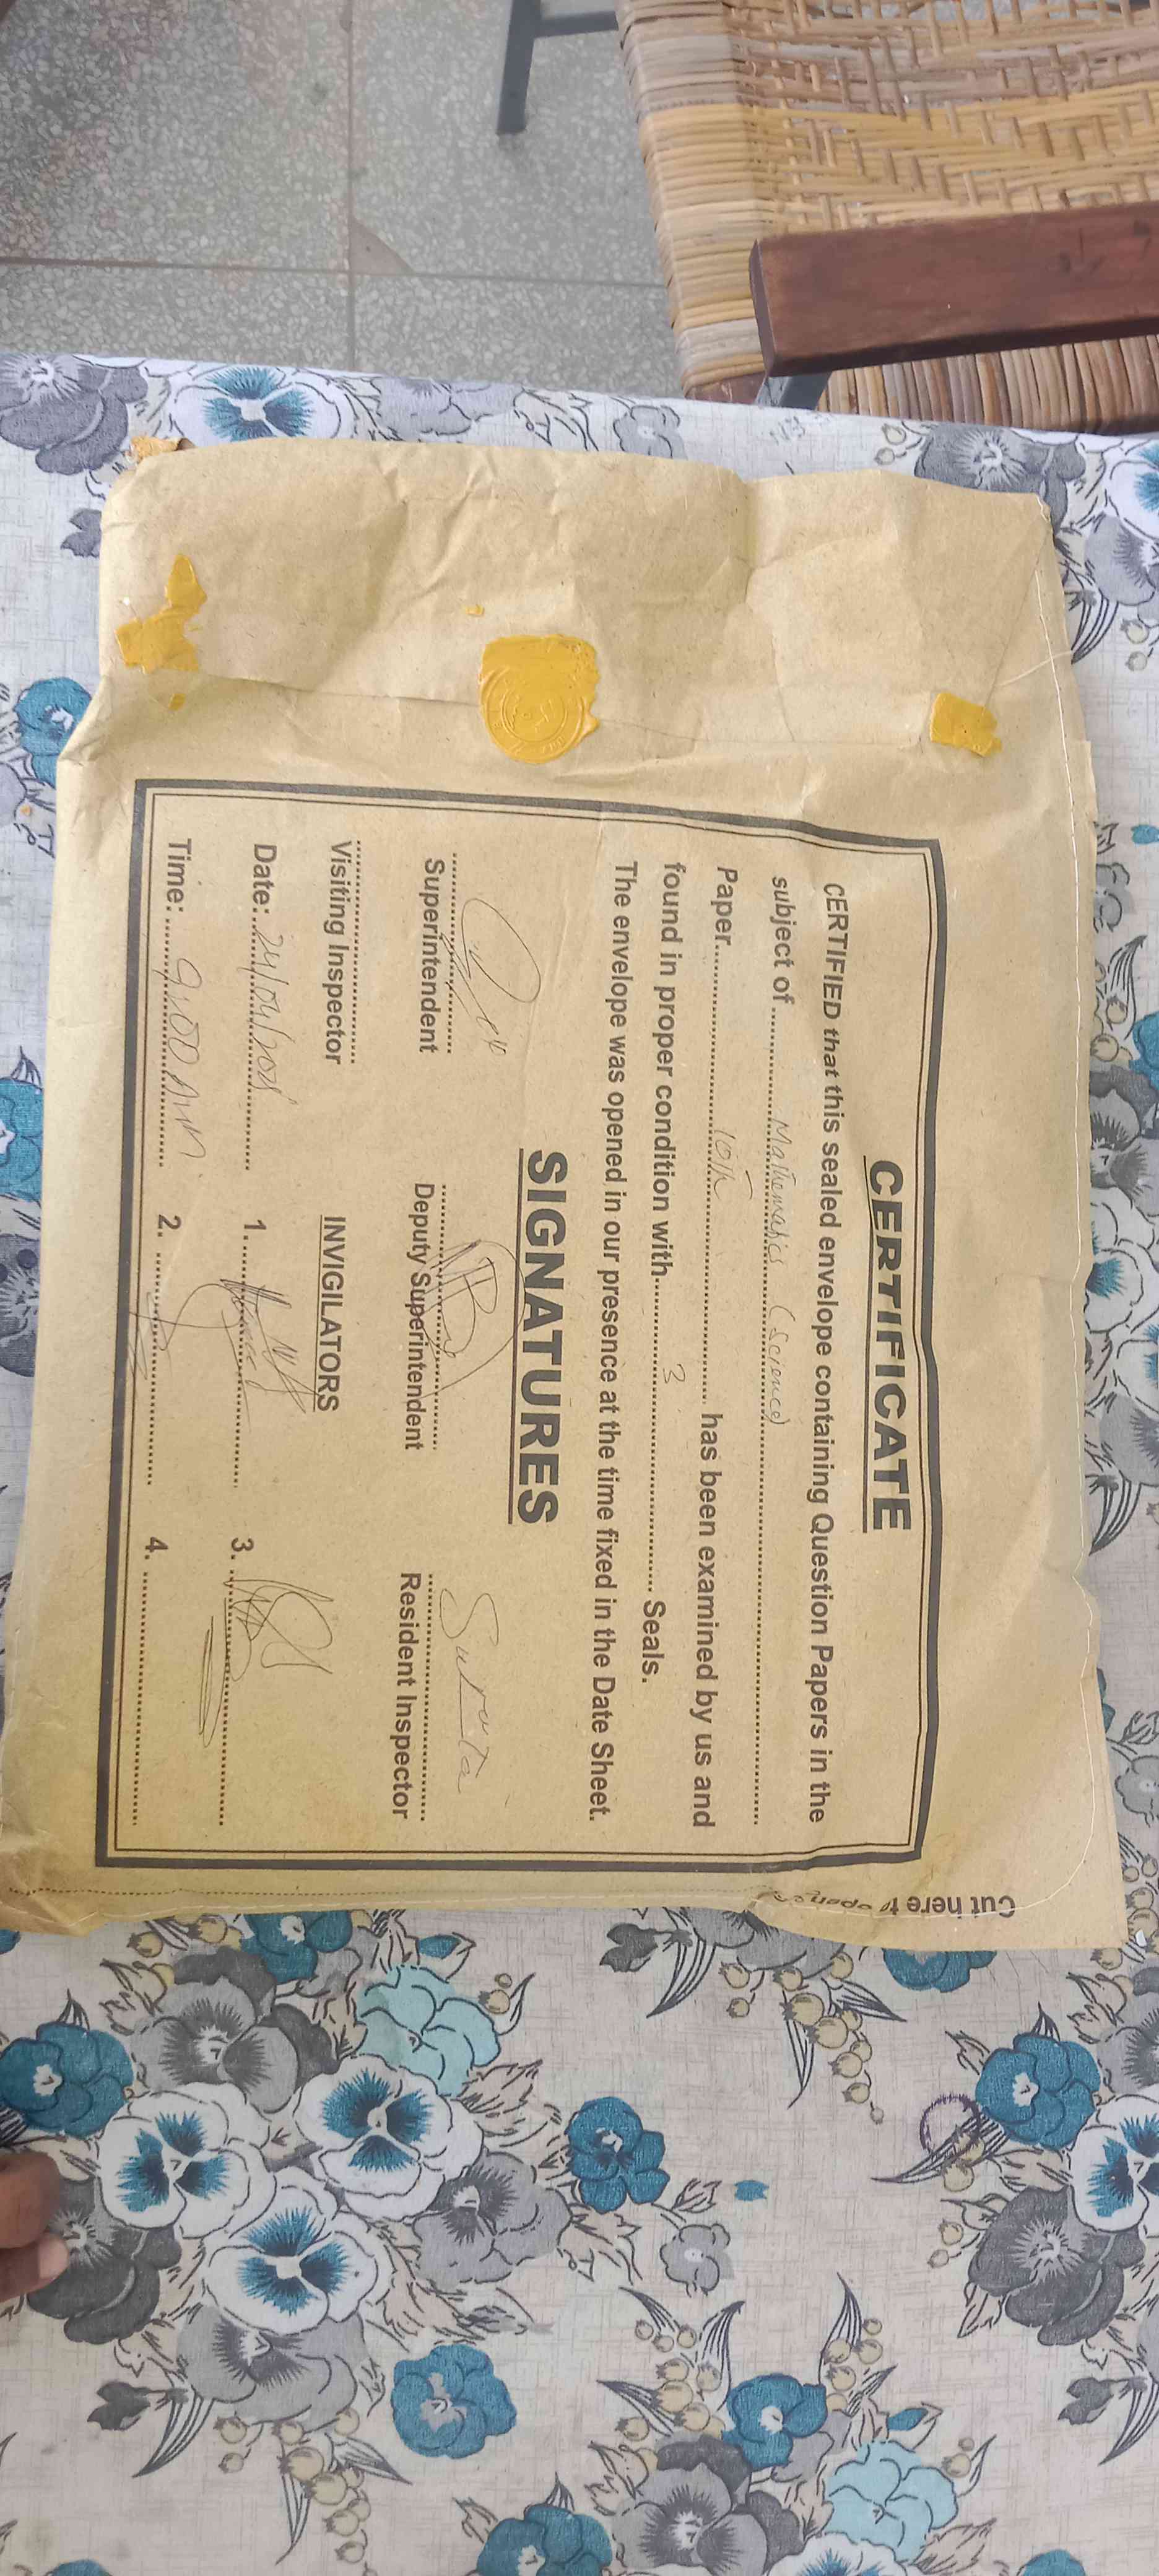 CERTIFICATE
CERTIFIED that this sealed envelope containing Question Papers in the
subject of ........ Mathematics (Science) ........
Paper ........ 10th ........ has been examined by us and
found in proper condition with ........ 3 ........ Seals.
The envelope was opened in our presence at the time fixed in the Date Sheet.
SIGNATURES
Superintendent
Deputy Superintendent
Resident Inspector
Visiting Inspector
INVIGILATORS
Date:
1.
3.
Time: 9:00 Am
2.
4.
Cut here to open